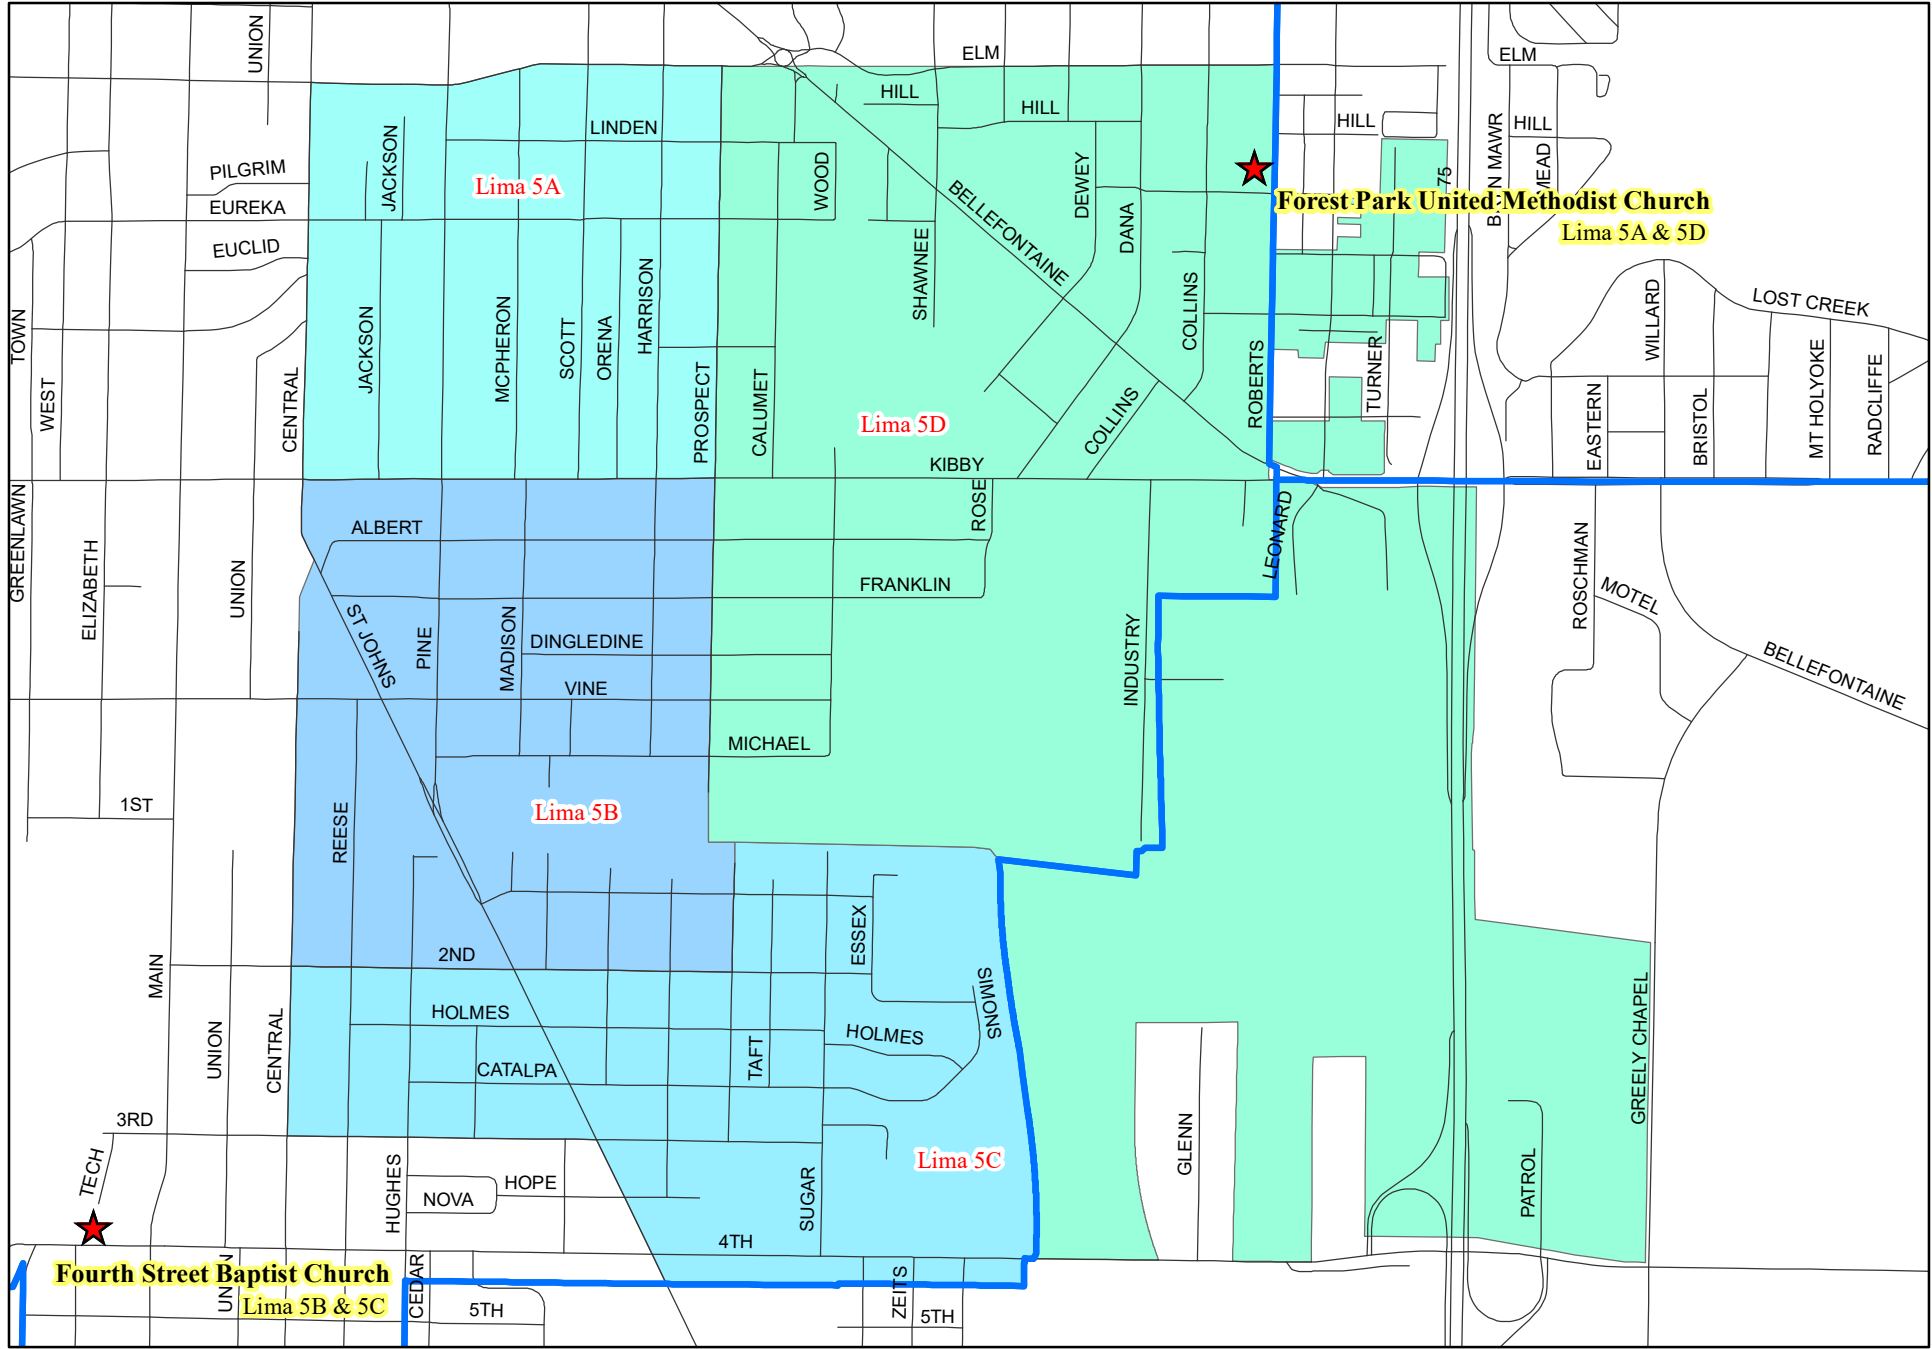 UNION
ELM
ELM
HILL
HILL
HILL
HILL
LINDEN
JACKSON
PILGRIM
Lima 5A
WOOD
BELLEFONTAINE
DEWEY
DANA
75
MEAD
Forest Park United Methodist Church
Lima 5A & 5D
EUREKA
EUCLID
SHAWNEE
TOWN
WEST
CENTRAL
JACKSON
MCPHERON
SCOTT
ORENA
HARRISON
PROSPECT
CALUMET
COLLINS
COLLINS
ROBERTS
TURNER
WILLARD
LOST CREEK
EASTERN
BRISTOL
MT HOLYOKE
RADCLIFFE
Lima 5D
KIBBY
GREENLAWN
ELIZABETH
UNION
ALBERT
ROSE
LEONARD
FRANKLIN
ST JOHNS
PINE
MADISON
DINGLEDINE
VINE
INDUSTRY
ROSCHMAN
MOTEL
BELLEFONTAINE
MICHAEL
1ST
REESE
Lima 5B
ESSEX
2ND
MAIN
SIMONS
UNION
CENTRAL
HOLMES
HOLMES
CATALPA
TAFT
GREELY CHAPEL
3RD
TECH
HUGHES
HOPE
NOVA
SUGAR
Lima 5C
GLENN
PATROL
4TH
Fourth Street Baptist Church
Lima 5B & 5C
CEDAR
5TH
ZEITS
5TH